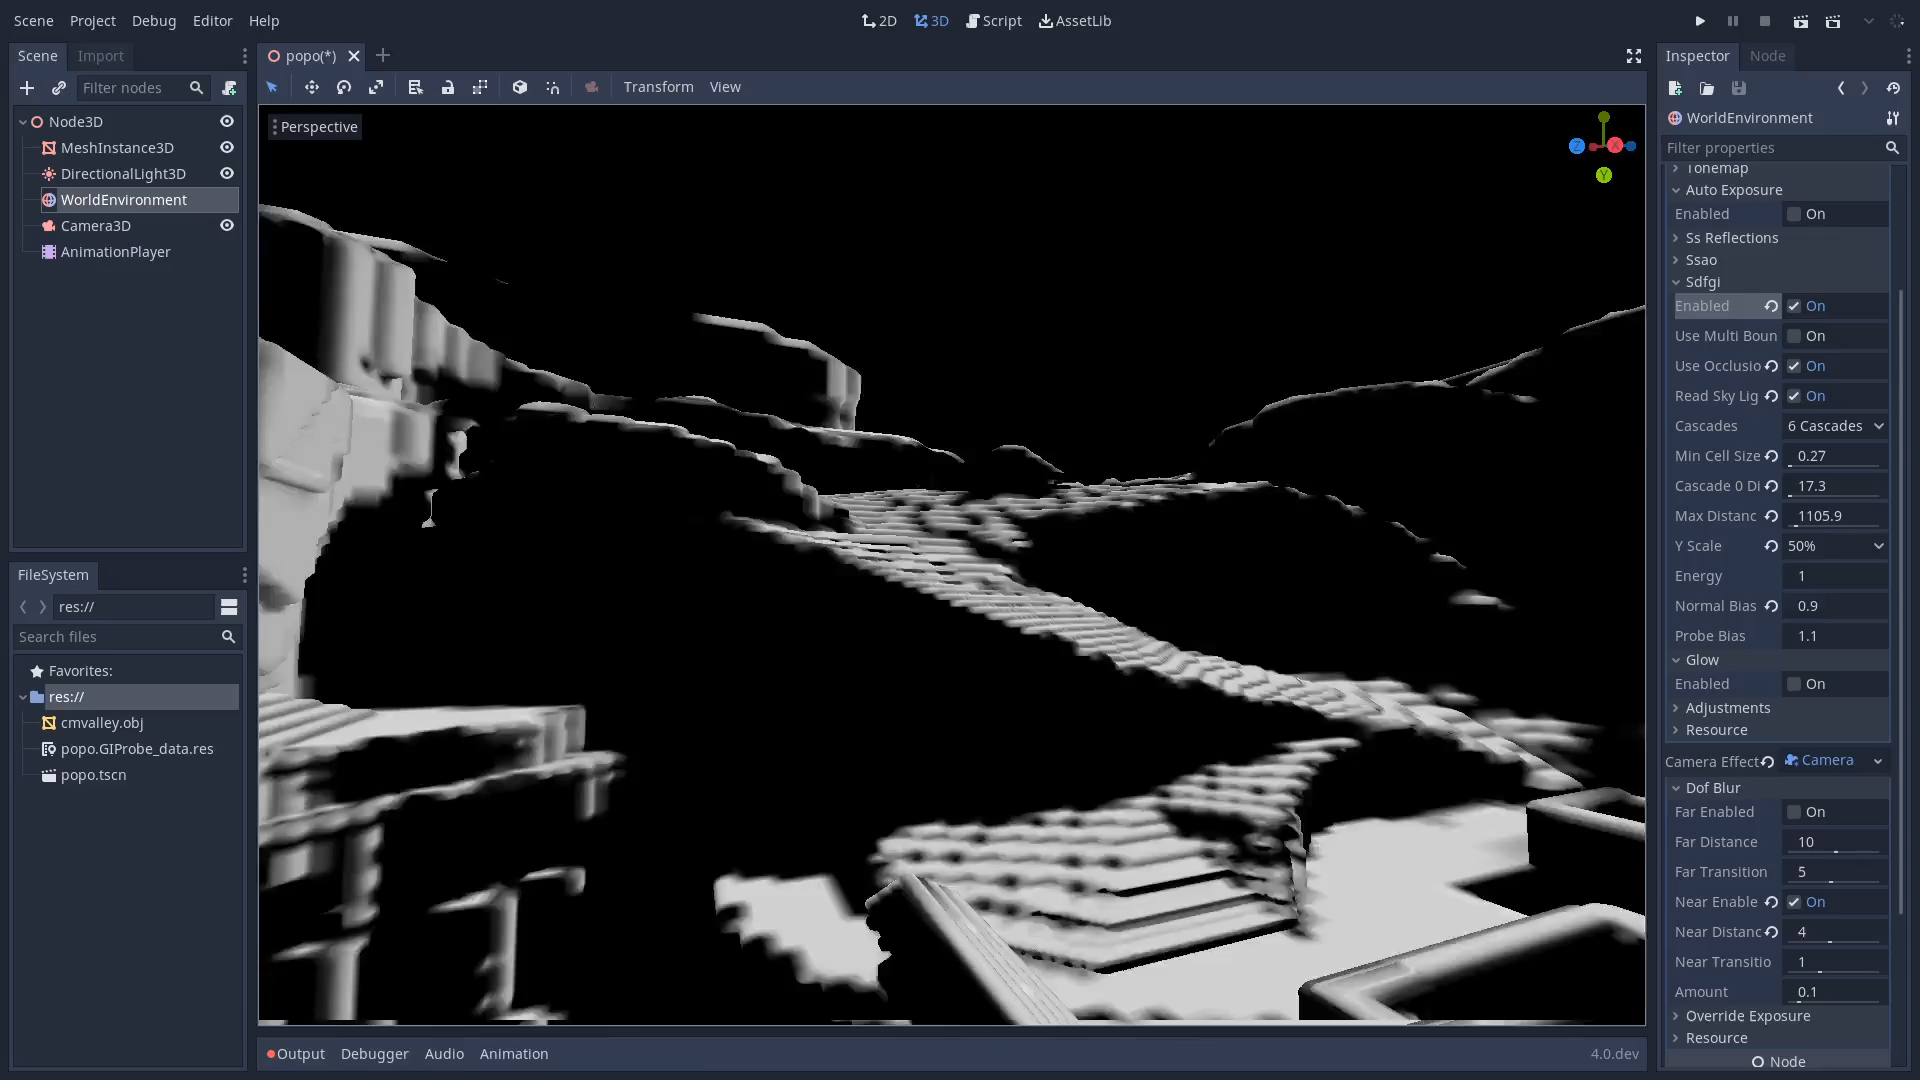 Scene Project Debug Editor Help
2D 3D Script AssetLib
Scene Import
Filter nodes
Node3D
MeshInstance3D
DirectionalLight3D
WorldEnvironment
Camera3D
AnimationPlayer
FileSystem
res://
Search files
Favorites:
res://
cmvalley.obj
popo.GIProbe_data.res
popo.tscn
popo(*)
Transform View
Perspective
Z X
Y
Output Debugger Audio Animation 4.0.dev
Inspector Node
WorldEnvironment
Filter properties
Tonemap
Auto Exposure
Enabled On
Ss Reflections
Ssao
Sdfgi
Enabled On
Use Multi Boun On
Use Occlusio On
Read Sky Lig On
Cascades 6 Cascades
Min Cell Size 0.27
Cascade 0 Di 17.3
Max Distanc 1105.9
Y Scale 50%
Energy 1
Normal Bias 0.9
Probe Bias 1.1
Glow
Enabled On
Adjustments
Resource
Camera Effect Camera
Dof Blur
Far Enabled On
Far Distance 10
Far Transition 5
Near Enable On
Near Distanc 4
Near Transitio 1
Amount 0.1
Override Exposure
Resource
Node